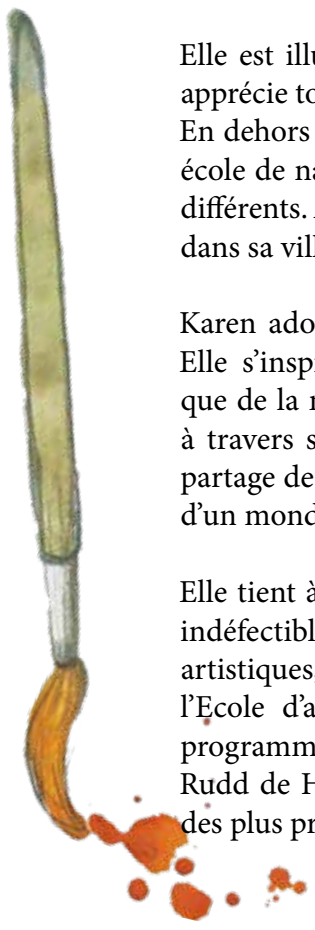 Elle est illu
apprécie to
En dehors
école de na
différents.
dans sa vill
Karen ado
Elle s’inspi
que de la
à travers s
partage de
d’un mond
Elle tient à
indéfectibl
artistiques
l’Ecole d’a
programm
Rudd de H
des plus pr